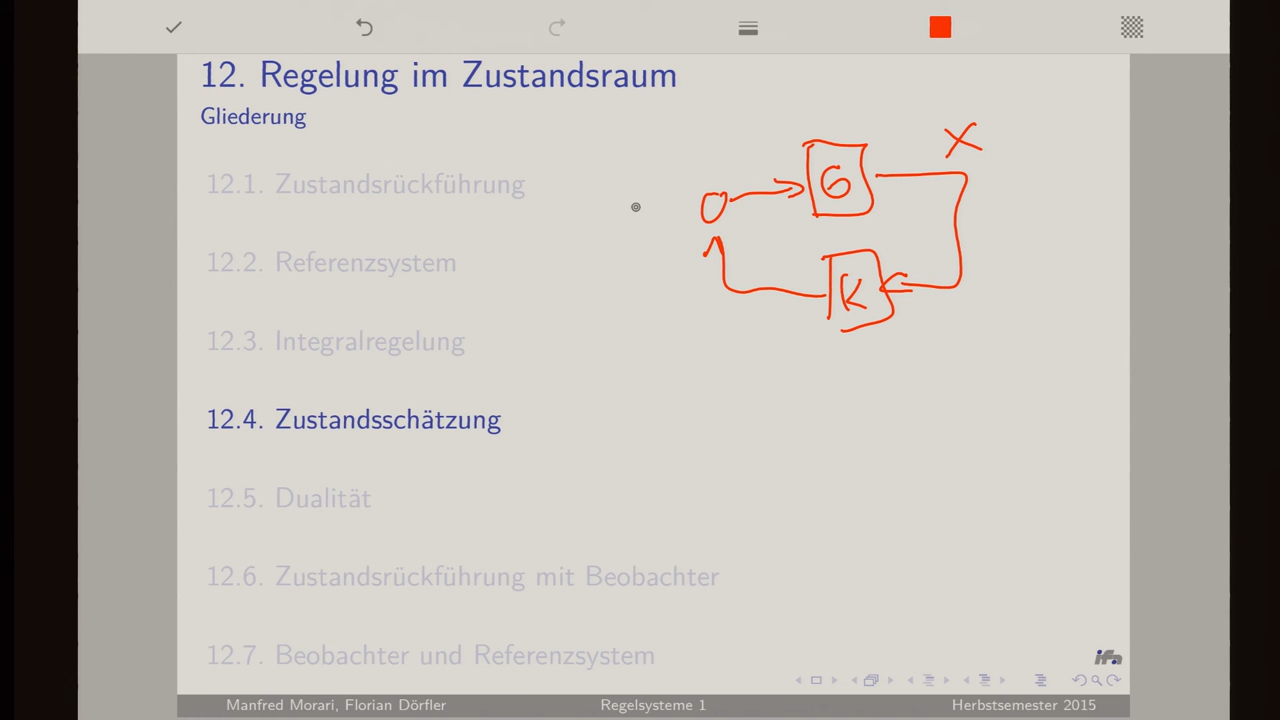 12. Regelung im Zustandsraum
Gliederung
X
G
12.1. Zustandsrückführung
12.2. Referenzsystem
K
12.3. Integralregelung
12.4. Zustandsschätzung
12.5. Dualität
12.6. Zustandsrückführung mit Beobachter
12.7. Beobachter und Referenzsystem
ifa
Manfred Morari, Florian Dörfler Regelsysteme 1 Herbstsemester 2015